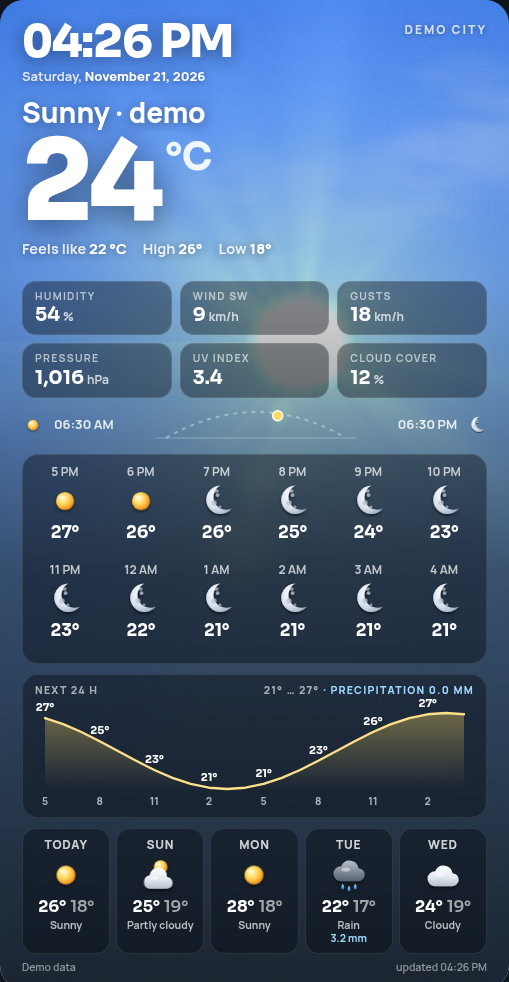 04:26 PM
DEMO CITY
Saturday, November 21, 2026
Sunny · demo
24 °C
Feels like 22 °C High 26° Low 18°
HUMIDITY
54 %
WIND SW
9 km/h
GUSTS
18 km/h
PRESSURE
1,016 hPa
UV INDEX
3.4
CLOUD COVER
12 %
06:30 AM
06:30 PM
5 PM 6 PM 7 PM 8 PM 9 PM 10 PM
27° 26° 26° 25° 24° 23°
11 PM 12 AM 1 AM 2 AM 3 AM 4 AM
23° 22° 21° 21° 21° 21°
NEXT 24 H
21° … 27° · PRECIPITATION 0.0 MM
27° 25° 23° 21° 21° 23° 26° 27°
5 8 11 2 5 8 11 2
TODAY SUN MON TUE WED
26° 18° 25° 19° 28° 18° 22° 17° 24° 19°
Sunny Partly cloudy Sunny Rain Cloudy
3.2 mm
Demo data
updated 04:26 PM